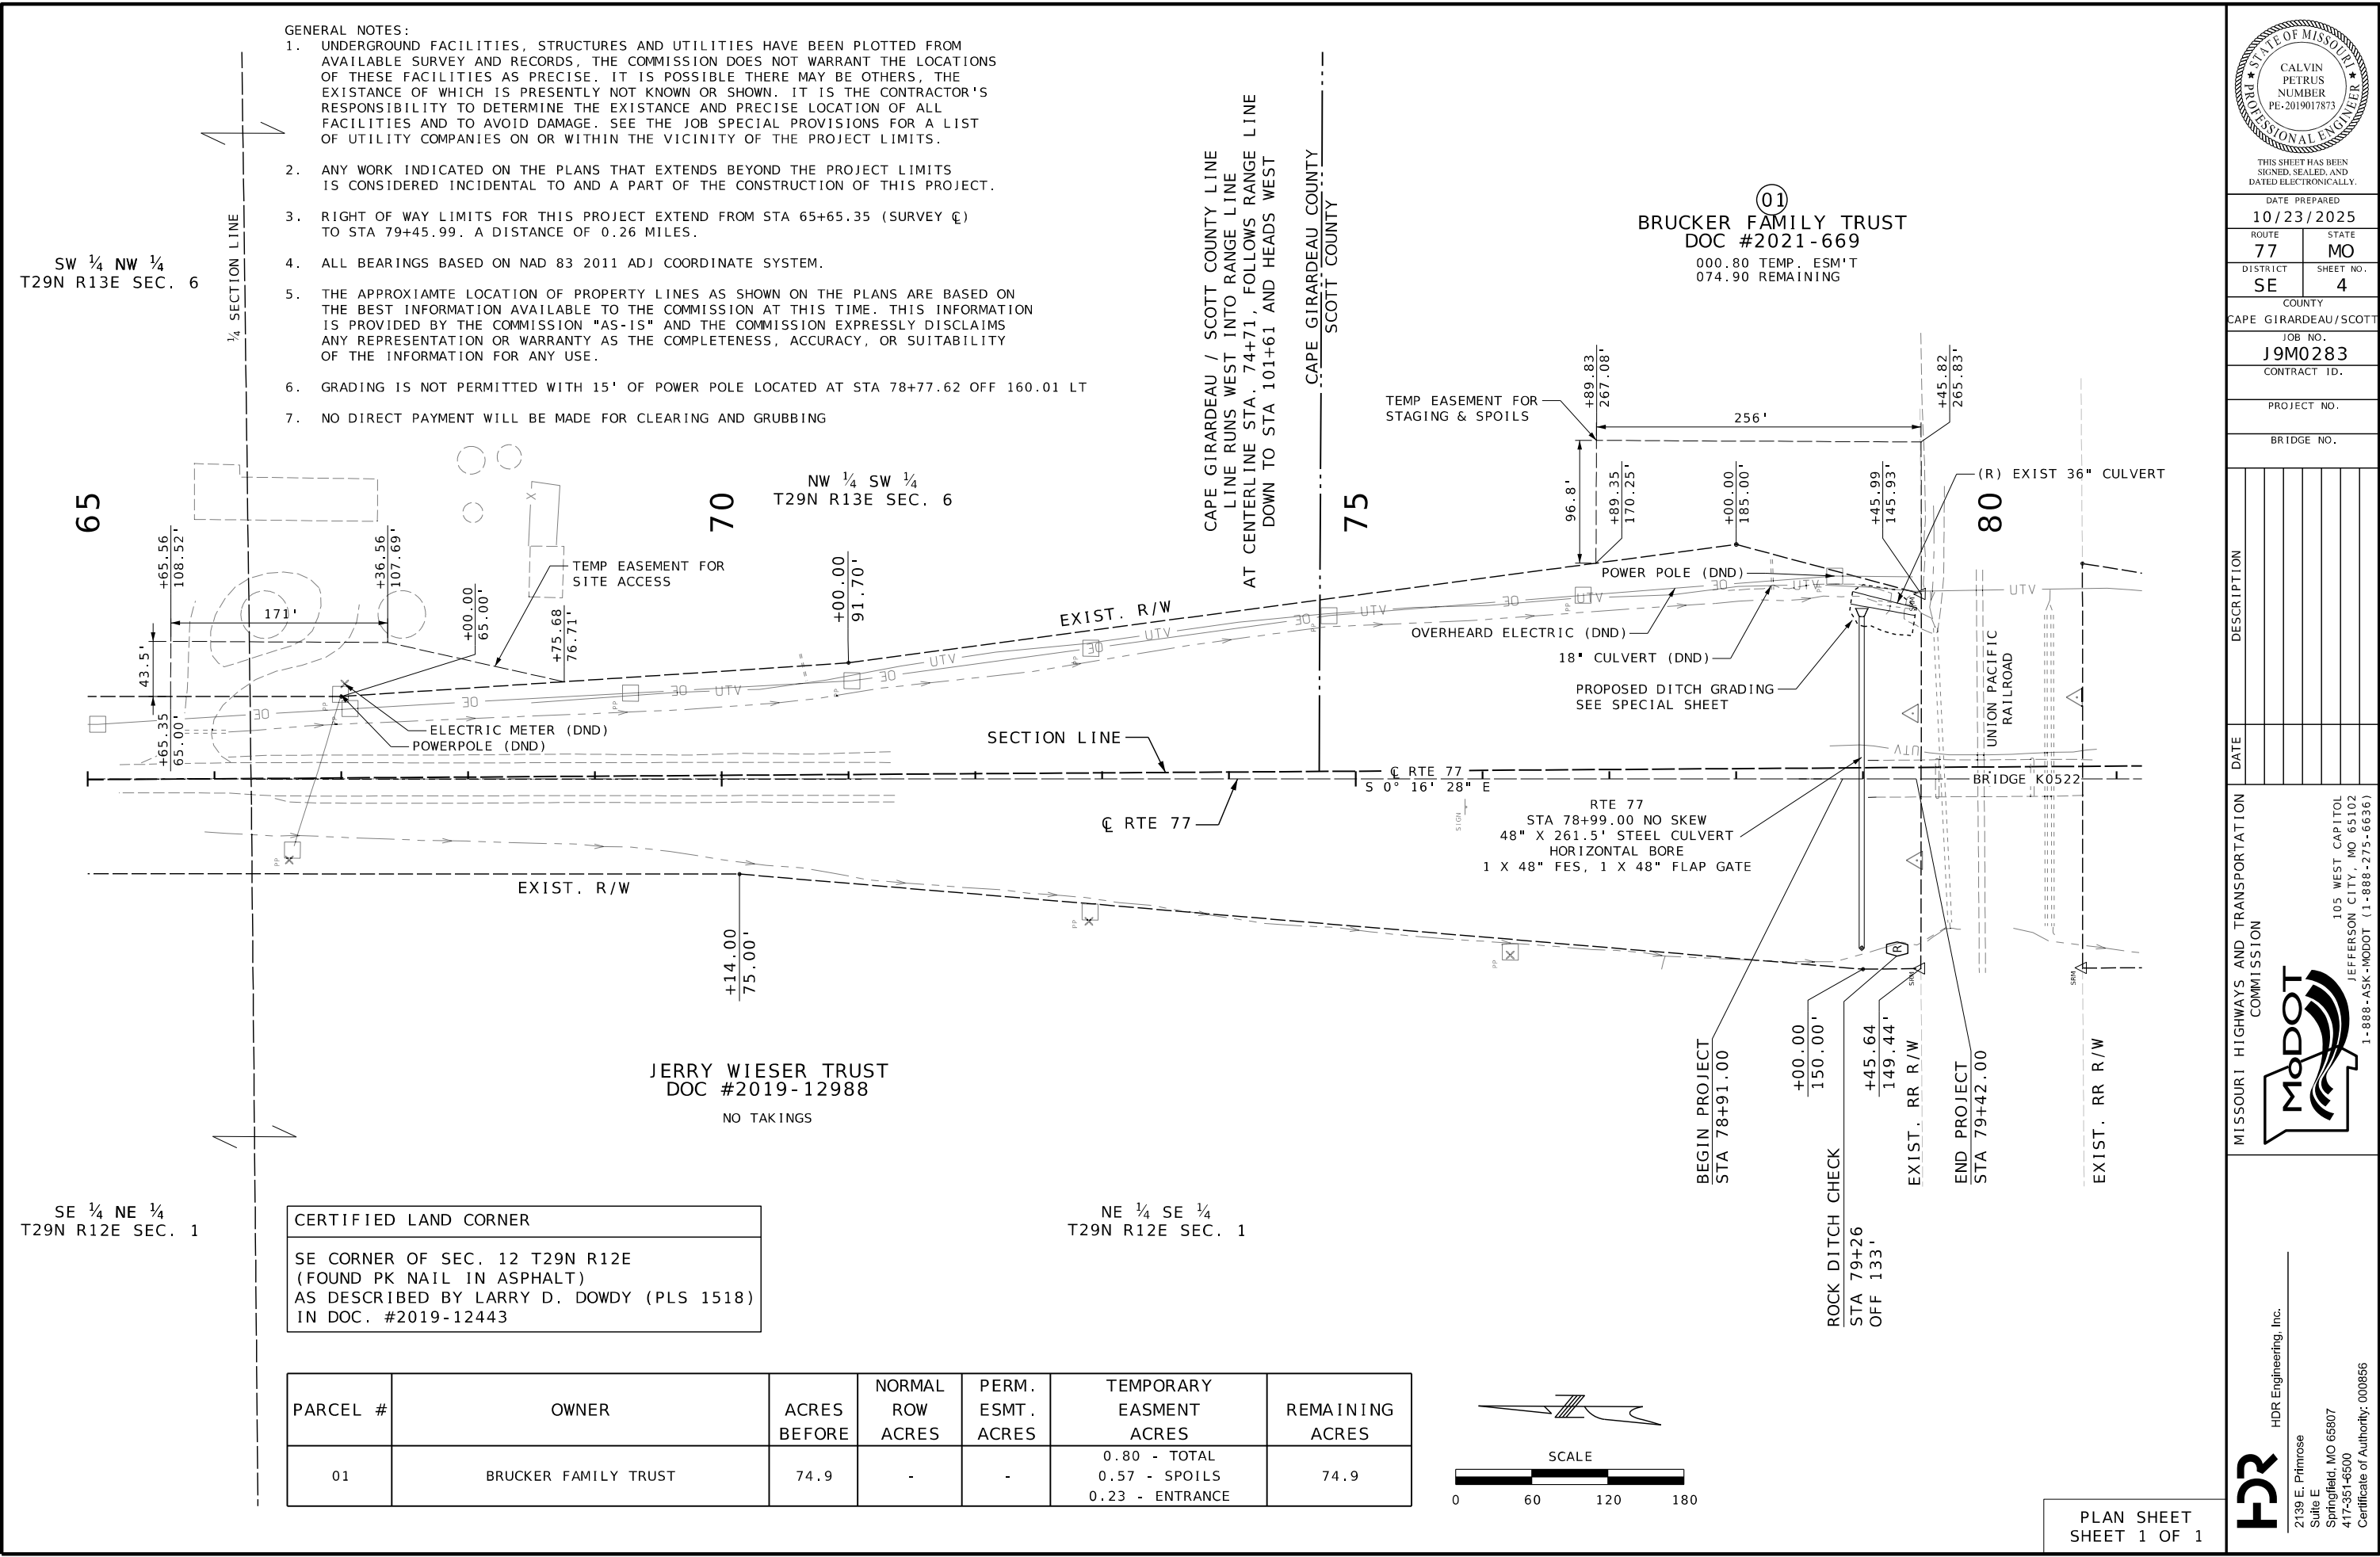 GENERAL NOTES:
1. UNDERGROUND FACILITIES, STRUCTURES AND UTILITIES HAVE BEEN PLOTTED FROM
AVAILABLE SURVEY AND RECORDS, THE COMMISSION DOES NOT WARRANT THE LOCATIONS
OF THESE FACILITIES AS PRECISE. IT IS POSSIBLE THERE MAY BE OTHERS, THE
EXISTANCE OF WHICH IS PRESENTLY NOT KNOWN OR SHOWN. IT IS THE CONTRACTOR'S
RESPONSIBILITY TO DETERMINE THE EXISTANCE AND PRECISE LOCATION OF ALL
FACILITIES AND TO AVOID DAMAGE. SEE THE JOB SPECIAL PROVISIONS FOR A LIST
OF UTILITY COMPANIES ON OR WITHIN THE VICINITY OF THE PROJECT LIMITS.
2. ANY WORK INDICATED ON THE PLANS THAT EXTENDS BEYOND THE PROJECT LIMITS
IS CONSIDERED INCIDENTAL TO AND A PART OF THE CONSTRUCTION OF THIS PROJECT.
3. RIGHT OF WAY LIMITS FOR THIS PROJECT EXTEND FROM STA 65+65.35 (SURVEY ℄)
TO STA 79+45.99. A DISTANCE OF 0.26 MILES.
4. ALL BEARINGS BASED ON NAD 83 2011 ADJ COORDINATE SYSTEM.
5. THE APPROXIAMTE LOCATION OF PROPERTY LINES AS SHOWN ON THE PLANS ARE BASED ON
THE BEST INFORMATION AVAILABLE TO THE COMMISSION AT THIS TIME. THIS INFORMATION
IS PROVIDED BY THE COMMISSION "AS-IS" AND THE COMMISSION EXPRESSLY DISCLAIMS
ANY REPRESENTATION OR WARRANTY AS THE COMPLETENESS, ACCURACY, OR SUITABILITY
OF THE INFORMATION FOR ANY USE.
6. GRADING IS NOT PERMITTED WITH 15' OF POWER POLE LOCATED AT STA 78+77.62 OFF 160.01 LT
7. NO DIRECT PAYMENT WILL BE MADE FOR CLEARING AND GRUBBING
SW ¼ NW ¼
T29N R13E SEC. 6
¼ SECTION LINE
NW ¼ SW ¼
T29N R13E SEC. 6
CAPE GIRARDEAU / SCOTT COUNTY LINE
LINE RUNS WEST INTO RANGE LINE
AT CENTERLINE STA. 74+71, FOLLOWS RANGE LINE
DOWN TO STA 101+61 AND HEADS WEST
CAPE GIRARDEAU COUNTY
SCOTT COUNTY
01
BRUCKER FAMILY TRUST
DOC #2021-669
000.80 TEMP. ESM'T
074.90 REMAINING
65
70
75
80
+65.56
108.52'
+36.56
107.69'
171'
43.5'
+65.35
65.00'
+00.00
65.00'
+75.68
76.71'
TEMP EASEMENT FOR
SITE ACCESS
+00.00
91.70'
EXIST. R/W
TEMP EASEMENT FOR
STAGING & SPOILS
+89.83
267.08'
256'
+45.82
265.83'
96.8'
+89.35
170.25'
+00.00
185.00'
+45.99
145.93'
(R) EXIST 36" CULVERT
POWER POLE (DND)
OVERHEARD ELECTRIC (DND)
18" CULVERT (DND)
PROPOSED DITCH GRADING
SEE SPECIAL SHEET
UNION PACIFIC
RAILROAD
OE
OE
OE
OE
OE
OE
OE
OE
UTV
UTV
UTV
UTV
UTV
UTV
UTV
UTV
PP
PP
PP
PP
PP
PP
PP
PP
PP
PP
ELECTRIC METER (DND)
POWERPOLE (DND)
SECTION LINE
℄ RTE 77
S 0° 16' 28" E
BRIDGE K0522
℄ RTE 77
SIGN
RTE 77
STA 78+99.00 NO SKEW
48" X 261.5' STEEL CULVERT
HORIZONTAL BORE
1 X 48" FES, 1 X 48" FLAP GATE
EXIST. R/W
+14.00
75.00'
R
SRM
SRM
SRM
JERRY WIESER TRUST
DOC #2019-12988
NO TAKINGS
BEGIN PROJECT
STA 78+91.00
+00.00
150.00'
ROCK DITCH CHECK
STA 79+26
OFF 133'
+45.64
149.44'
EXIST. RR R/W
END PROJECT
STA 79+42.00
EXIST. RR R/W
SE ¼ NE ¼
T29N R12E SEC. 1
NE ¼ SE ¼
T29N R12E SEC. 1
CERTIFIED LAND CORNER
SE CORNER OF SEC. 12 T29N R12E
(FOUND PK NAIL IN ASPHALT)
AS DESCRIBED BY LARRY D. DOWDY (PLS 1518)
IN DOC. #2019-12443
PARCEL # OWNER ACRES BEFORE NORMAL ROW ACRES PERM. ESMT. ACRES TEMPORARY EASMENT ACRES REMAINING ACRES
01 BRUCKER FAMILY TRUST 74.9 - - 0.80 - TOTAL 74.9
0.57 - SPOILS
0.23 - ENTRANCE
SCALE
0 60 120 180
PLAN SHEET
SHEET 1 OF 1
STATE OF MISSOURI
CALVIN
PETRUS
NUMBER
PE-2019017873
PROFESSIONAL ENGINEER
THIS SHEET HAS BEEN
SIGNED, SEALED, AND
DATED ELECTRONICALLY.
DATE PREPARED
10/23/2025
ROUTE STATE
77 MO
DISTRICT SHEET NO.
SE 4
COUNTY
CAPE GIRARDEAU/SCOTT
JOB NO.
J9M0283
CONTRACT ID.
PROJECT NO.
BRIDGE NO.
DESCRIPTION
DATE
MISSOURI HIGHWAYS AND TRANSPORTATION
COMMISSION
MODOT
105 WEST CAPITOL
JEFFERSON CITY, MO 65102
1-888-ASK-MODOT (1-888-275-6636)
HDR
HDR Engineering, Inc.
2139 E. Primrose
Suite E
Springfield, MO 65807
417-351-6500
Certificate of Authority: 000856